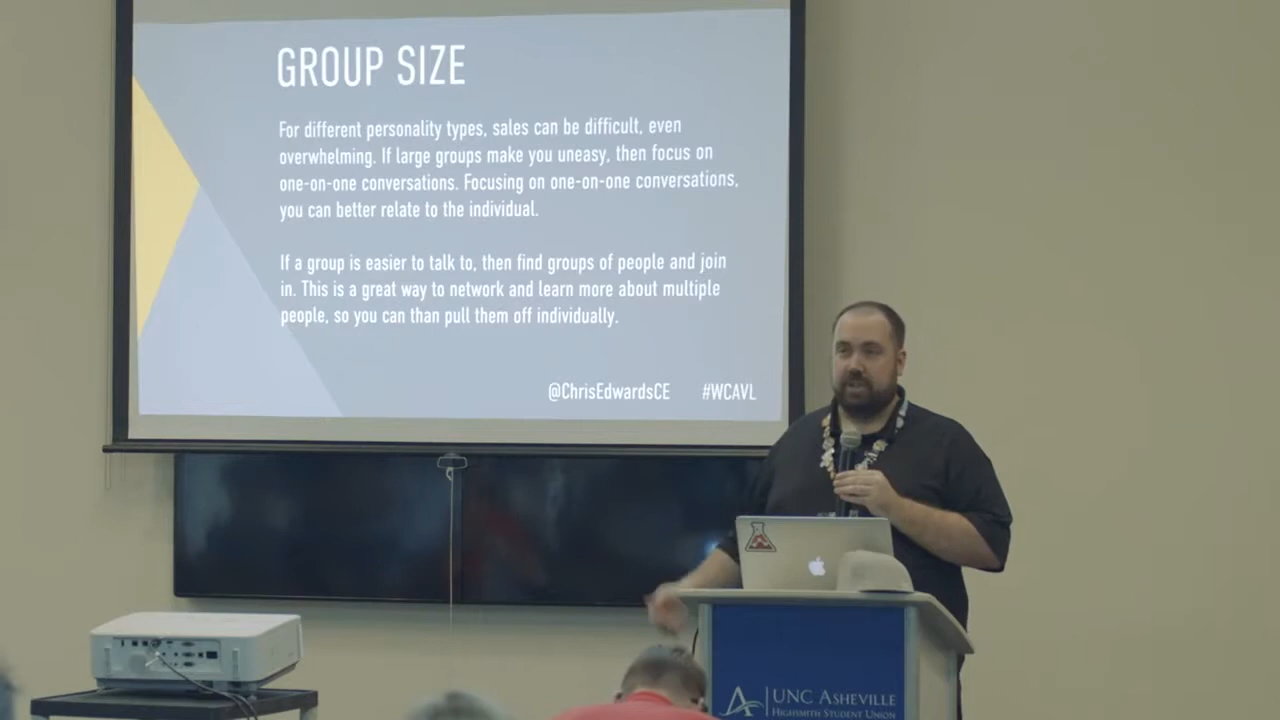 GROUP SIZE
For different personality types, sales can be difficult, even
overwhelming. If large groups make you uneasy, then focus on
one-on-one conversations. Focusing on one-on-one conversations,
you can better relate to the individual.
If a group is easier to talk to, then find groups of people and join
in. This is a great way to network and learn more about multiple
people, so you can than pull them off individually.
@ChrisEdwardsCE #WCAVL
UNC ASHEVILLE
HIGHSMITH STUDENT UNION